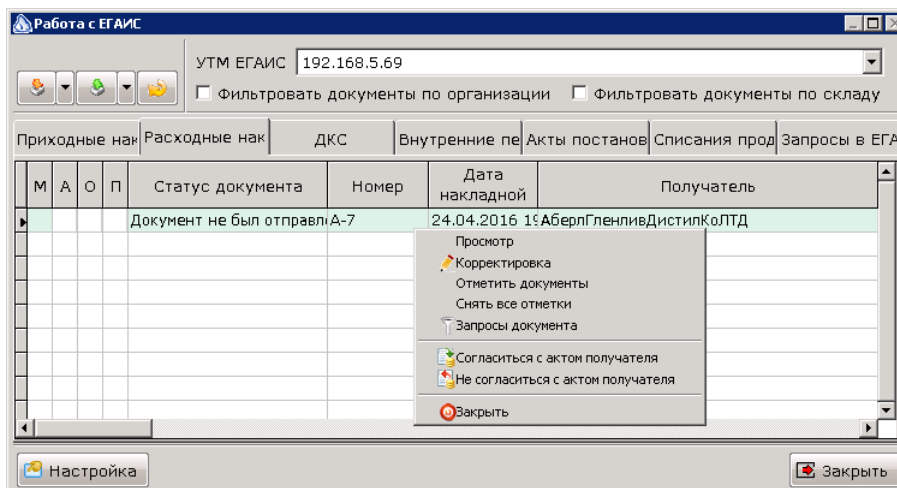 Работа с ЕГАИС
УТМ ЕГАИС 192.168.5.69
Фильтровать документы по организации Фильтровать документы по складу
Приходные нак Расходные нак ДКС Внутренние пе Акты постанов Списания прод Запросы в ЕГА
М А О П Статус документа Номер Дата накладной Получатель
Документ не был отправл А-7 24.04.2016 19 АберлГленливДистилКоЛТД
Просмотр
Корректировка
Отметить документы
Снять все отметки
Запросы документа
Согласиться с актом получателя
Не согласиться с актом получателя
Закрыть
Настройка Закрыть